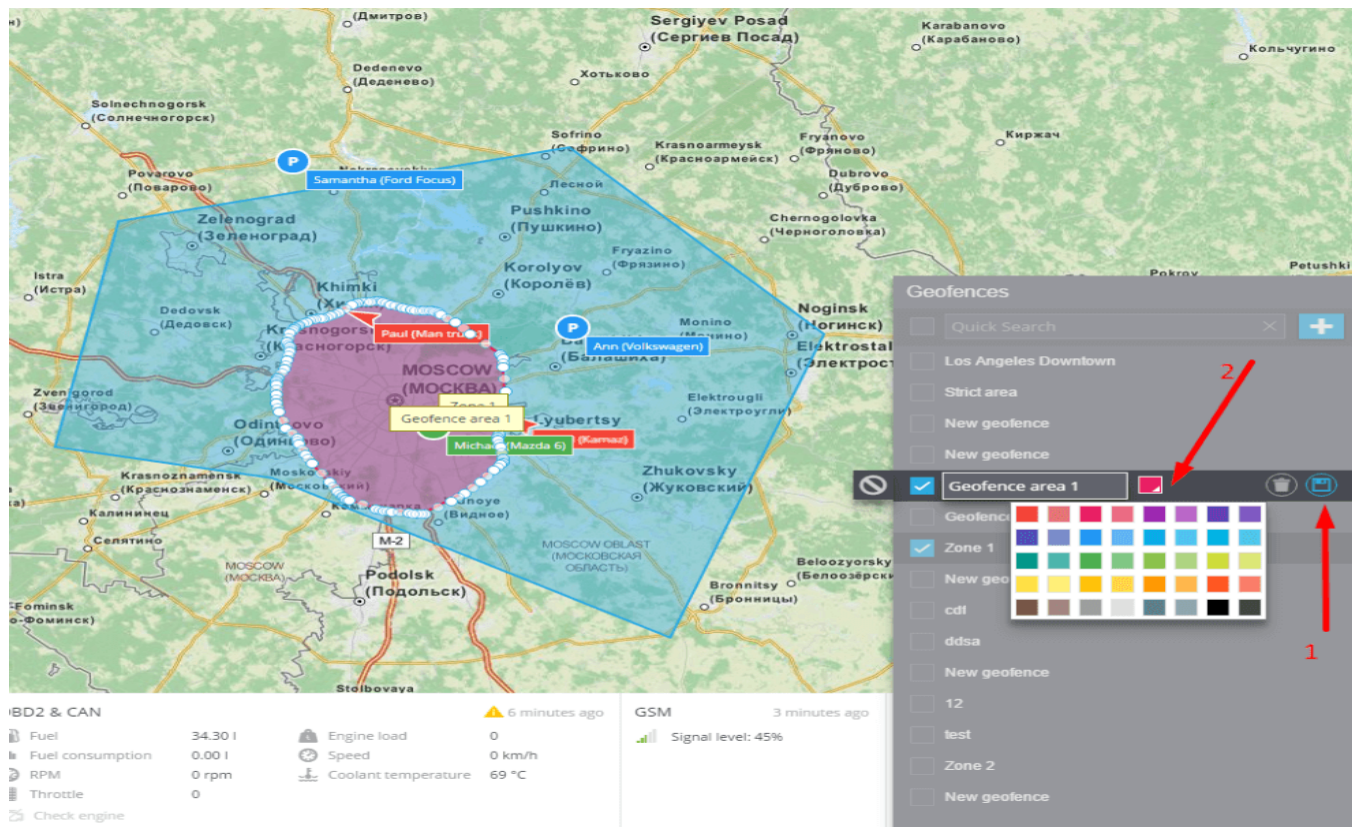 (Дмитров)
Sergiyev Posad
(Сергиев Посад)
Karabanovo
(Карабаново)
Кольчугино
Dedenevo
(Деденево)
Хотьково
Solnechnogorsk
(Солнечногорск)
Sofrino
(Софрино)
Krasnoarmeysk
(Красноармейск)
Fryanovo
(Фряново)
Киржач
Povarovo
(Поварово)
P
Samantha (Ford Focus)
Лесной
Dubrovo
(Дуброво)
Zelenograd
(Зеленоград)
Pushkino
(Пушкино)
Chernogolovka
(Черноголовка)
Fryazino
(Фрязино)
Istra
(Истра)
Korolyov
(Королёв)
Pokrov
Petushki
Khimki
Dedovsk
(Дедовск)
Paul (Man truck)
P
Ann (Volkswagen)
Monino
Noginsk
(Ногинск)
(Красногорск)
(Балашиха)
Elektrostal
MOSCOW
(МОСКВА)
Zvenigorod
(Звенигород)
Zone 1
Geofence area 1
Elektrougli
(Электроугли)
Lyubertsy
(Kamaz)
Odintsovo
(Одинцово)
(Mazda 6)
Krasnoznamensk
(Краснознаменск)
Zhukovsky
(Жуковский)
Калининец
(Видное)
Селятино
M-2
MOSCOW OBLAST
(МОСКОВСКАЯ
ОБЛАСТЬ)
MOSCOW
(МОСКВА)
Podolsk
(Подольск)
Beloozyorsky
Bronnitsy
(Бронницы)
Stolbovaya
Geofences
Quick Search
+
Los Angeles Downtown
Strict area
New geofence
New geofence
Geofence area 1
Zone 1
cdf
ddsa
New geofence
12
test
Zone 2
New geofence
2
1
OBD2 & CAN
6 minutes ago
Fuel 34.30 l
Engine load 0
Fuel consumption 0.00 l
Speed 0 km/h
RPM 0 rpm
Coolant temperature 69 °C
Throttle 0
Check engine
GSM
3 minutes ago
Signal level: 45%